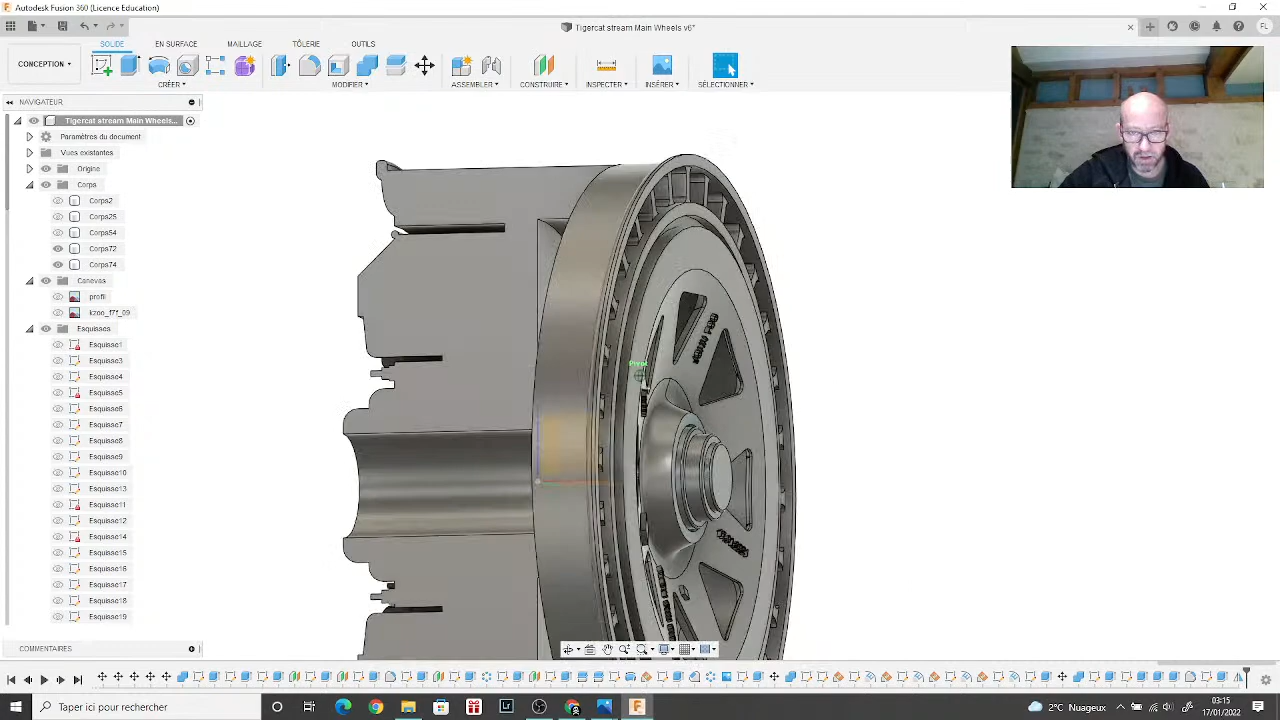 Autodesk Fusion 360 (Licence Education)
Tigercat stream Main Wheels v6*
FL
SOLIDE
EN SURFACE
MAILLAGE
TÔLERIE
OUTILS
CONCEPTION
CRÉER
MODIFIER
ASSEMBLER
CONSTRUIRE
INSPECTER
INSÉRER
SÉLECTIONNER
NAVIGATEUR
Tigercat stream Main Wheels...
Paramètres du document
Vues existantes
Origine
Corps
Corps2
Corps25
Corps54
Corps72
Corps74
Canevas
profil
kzoo_f7f_09
Esquisses
Esquisse1
Esquisse3
Esquisse4
Esquisse5
Esquisse6
Esquisse7
Esquisse8
Esquisse9
Esquisse10
Esquisse13
Esquisse11
Esquisse12
Esquisse14
Esquisse15
Esquisse16
Esquisse17
Esquisse18
Esquisse19
Pivot
COMMENTAIRES
Taper ici pour rechercher
2°C Nuageux
03:15
17/01/2022